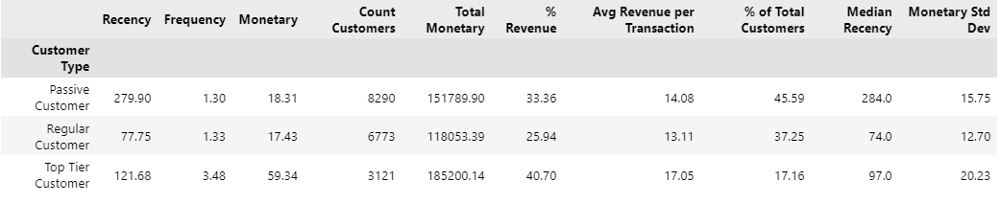 Recency Frequency Monetary Count Customers Total Monetary % Revenue Avg Revenue per Transaction % of Total Customers Median Recency Monetary Std Dev
Customer Type
Passive Customer 279.90 1.30 18.31 8290 151789.90 33.36 14.08 45.59 284.0 15.75
Regular Customer 77.75 1.33 17.43 6773 118053.39 25.94 13.11 37.25 74.0 12.70
Top Tier Customer 121.68 3.48 59.34 3121 185200.14 40.70 17.05 17.16 97.0 20.23